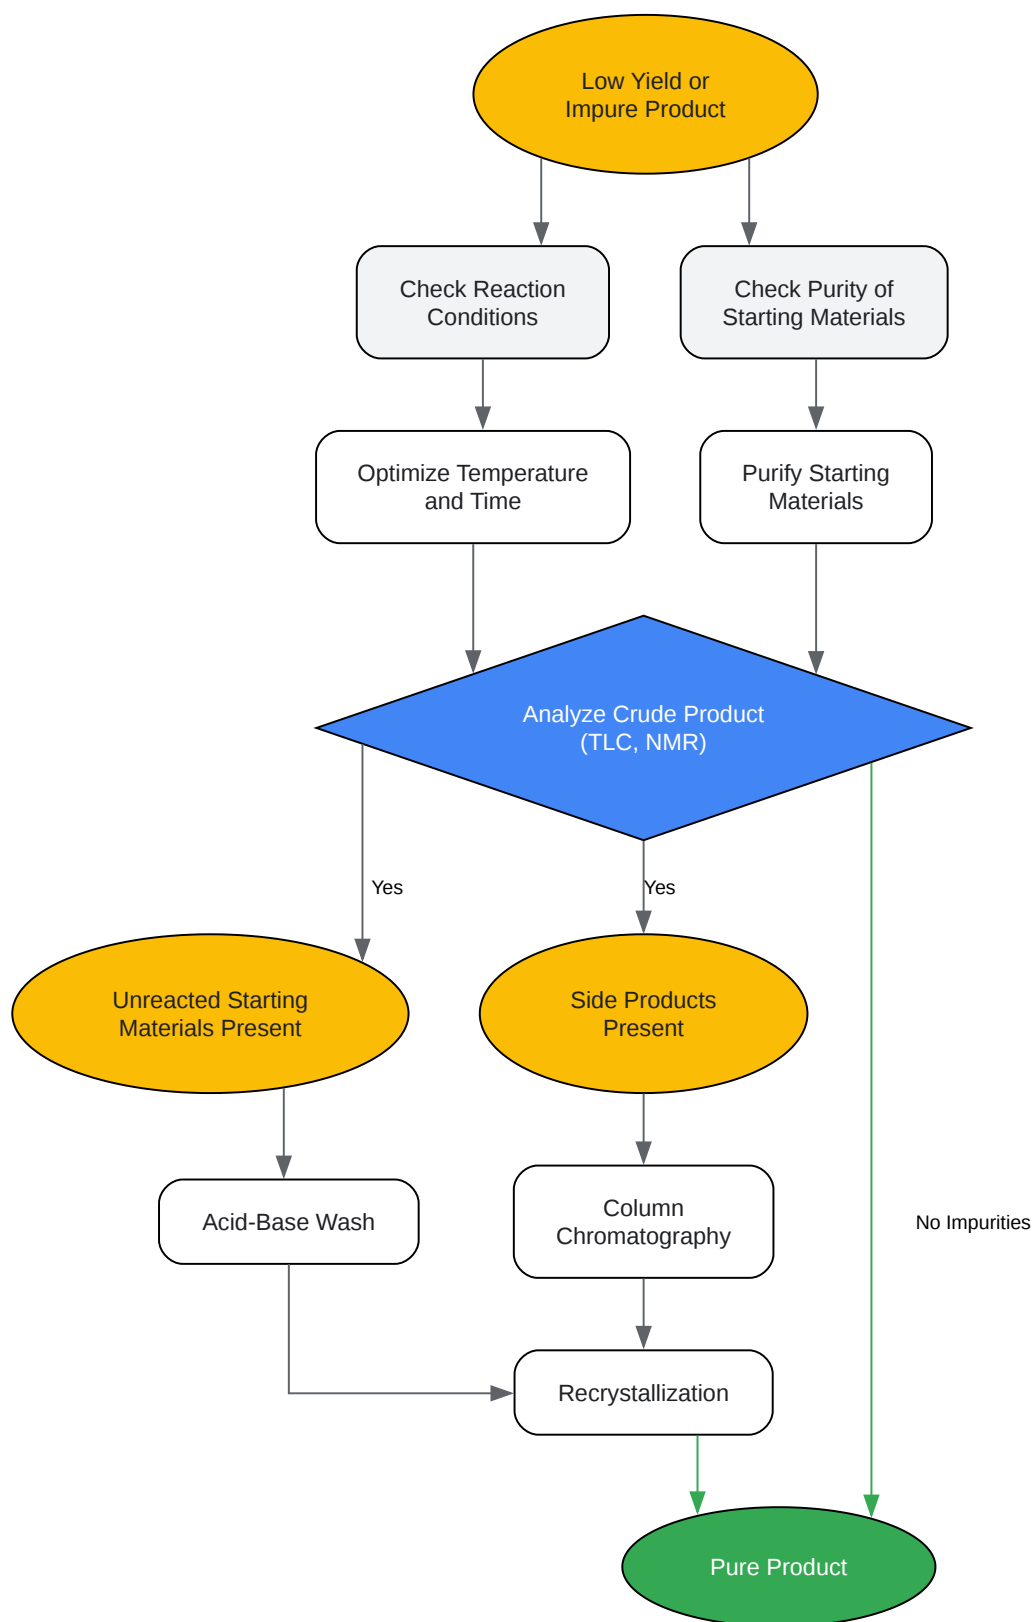 Low Yield or
Impure Product
Check Reaction
Conditions
Check Purity of
Starting Materials
Optimize Temperature
and Time
Purify Starting
Materials
Analyze Crude Product
(TLC, NMR)
Yes
Yes
Unreacted Starting
Materials Present
Side Products
Present
Acid-Base Wash
Column
Chromatography
No Impurities
Recrystallization
Pure Product